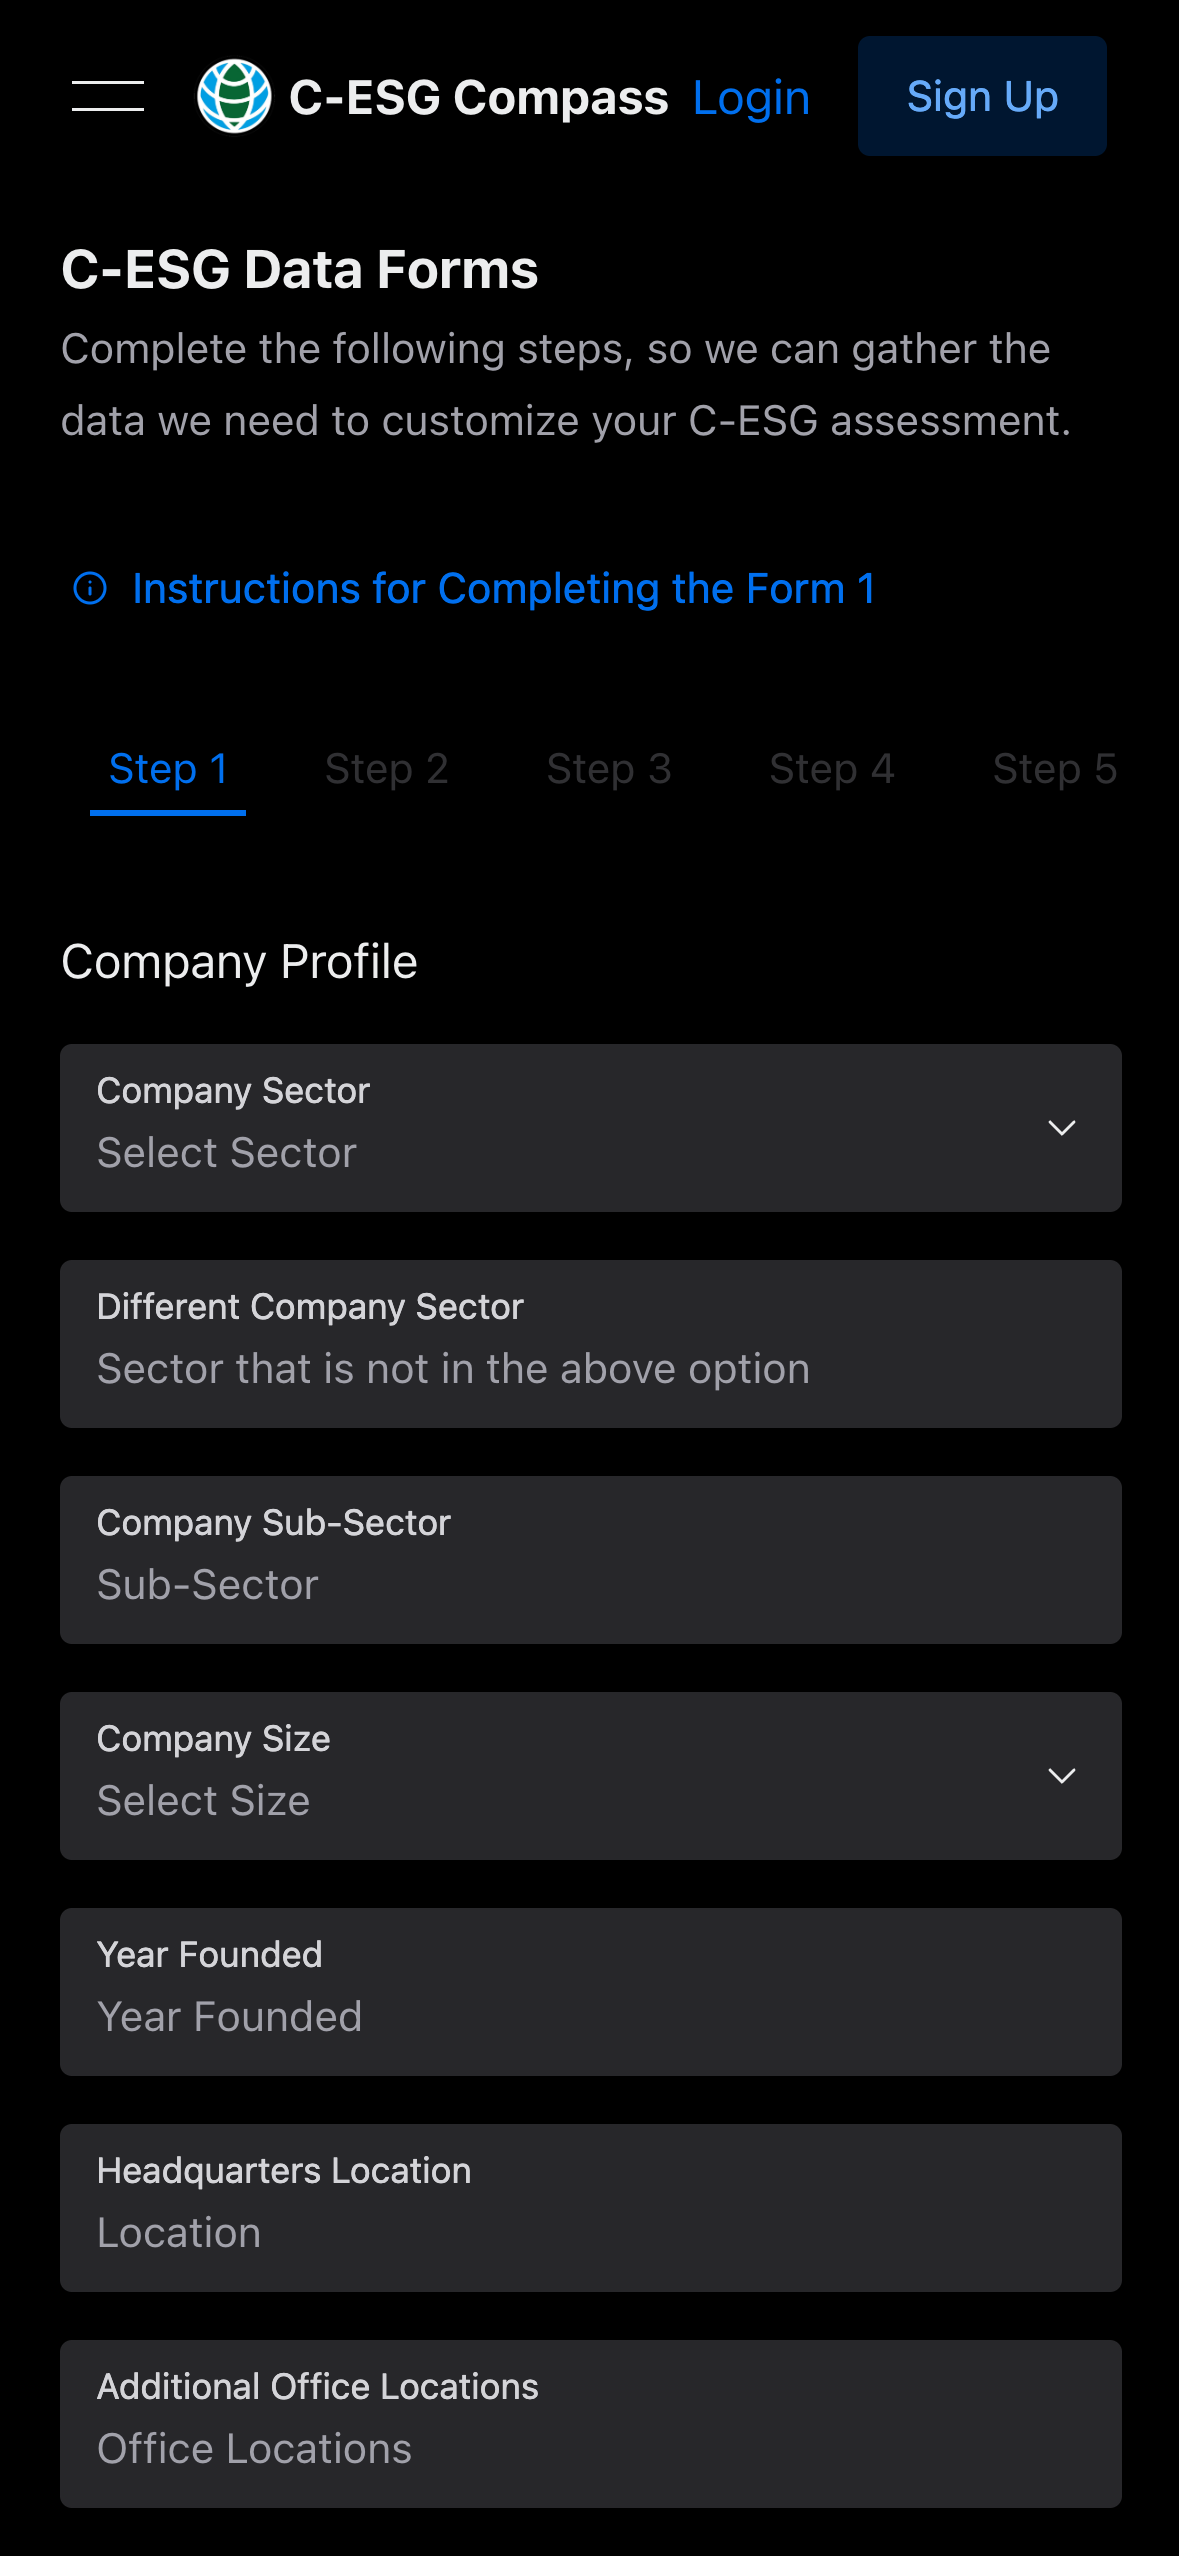 C-ESG Compass Login Sign Up
C-ESG Data Forms
Complete the following steps, so we can gather the
data we need to customize your C-ESG assessment.
Instructions for Completing the Form 1
Step 1 Step 2 Step 3 Step 4 Step 5
Company Profile
Company Sector
Select Sector
Different Company Sector
Sector that is not in the above option
Company Sub-Sector
Sub-Sector
Company Size
Select Size
Year Founded
Year Founded
Headquarters Location
Location
Additional Office Locations
Office Locations